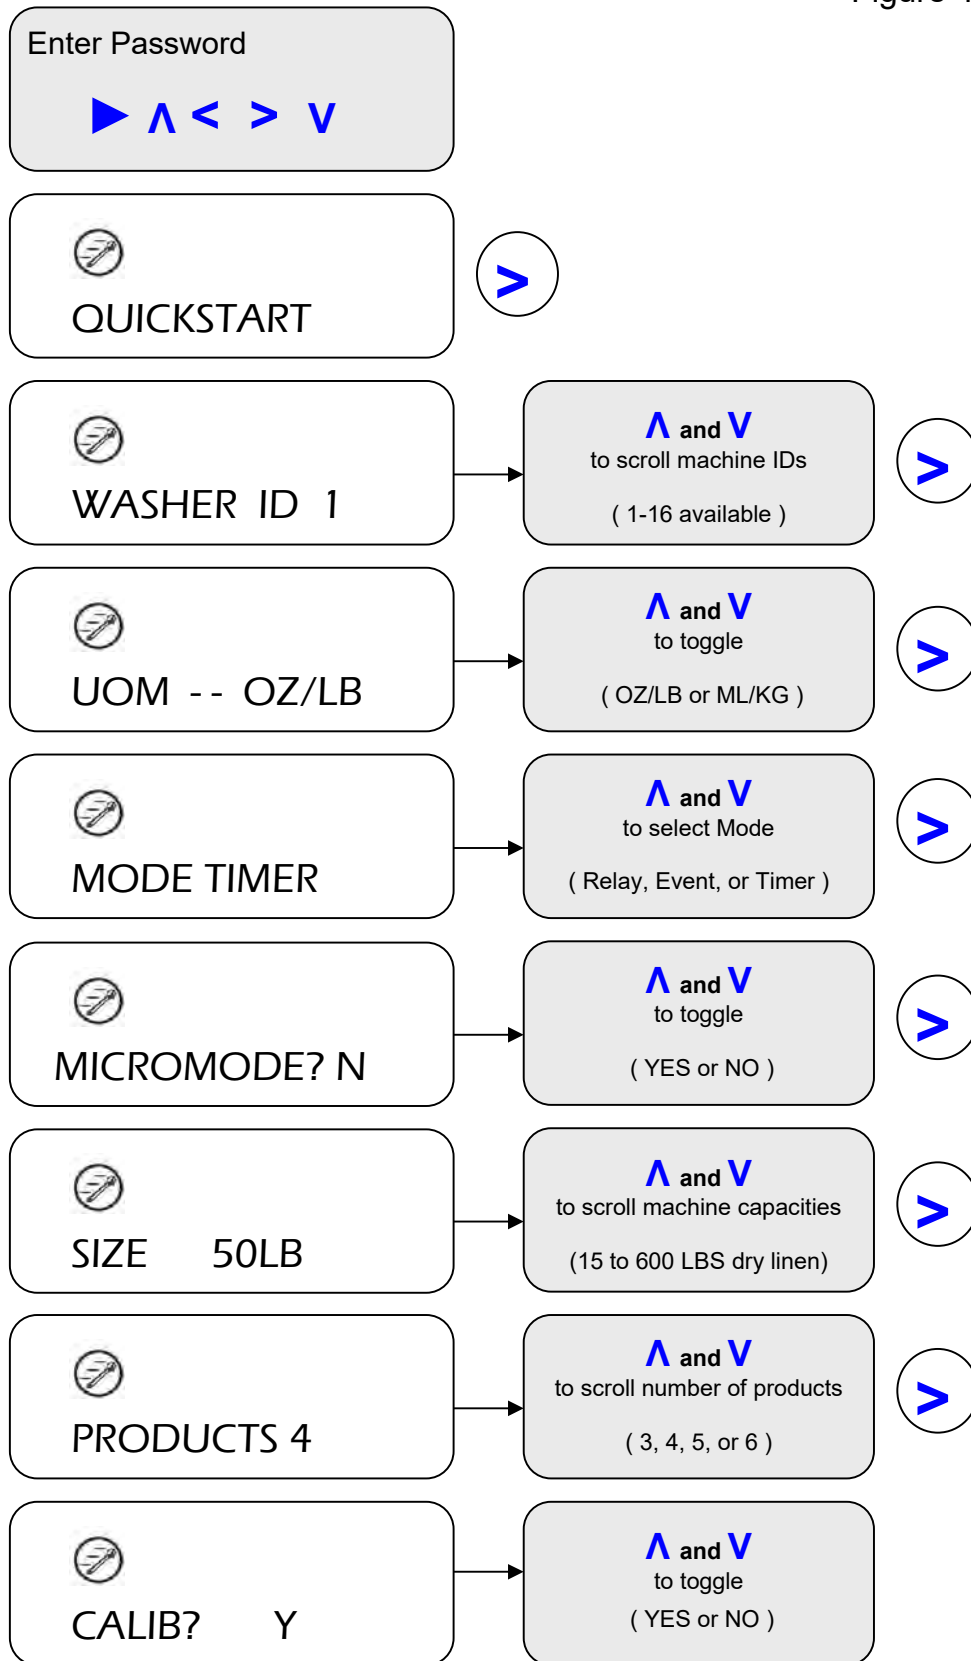 Figure
Enter Password
► ∧ < > ∨
QUICKSTART
>
WASHER ID 1
∧ and ∨
to scroll machine IDs
( 1-16 available )
>
UOM -- OZ/LB
∧ and ∨
to toggle
( OZ/LB or ML/KG )
>
MODE TIMER
∧ and ∨
to select Mode
( Relay, Event, or Timer )
>
MICROMODE? N
∧ and ∨
to toggle
( YES or NO )
>
SIZE 50LB
∧ and ∨
to scroll machine capacities
(15 to 600 LBS dry linen)
>
PRODUCTS 4
∧ and ∨
to scroll number of products
( 3, 4, 5, or 6 )
>
CALIB? Y
∧ and ∨
to toggle
( YES or NO )